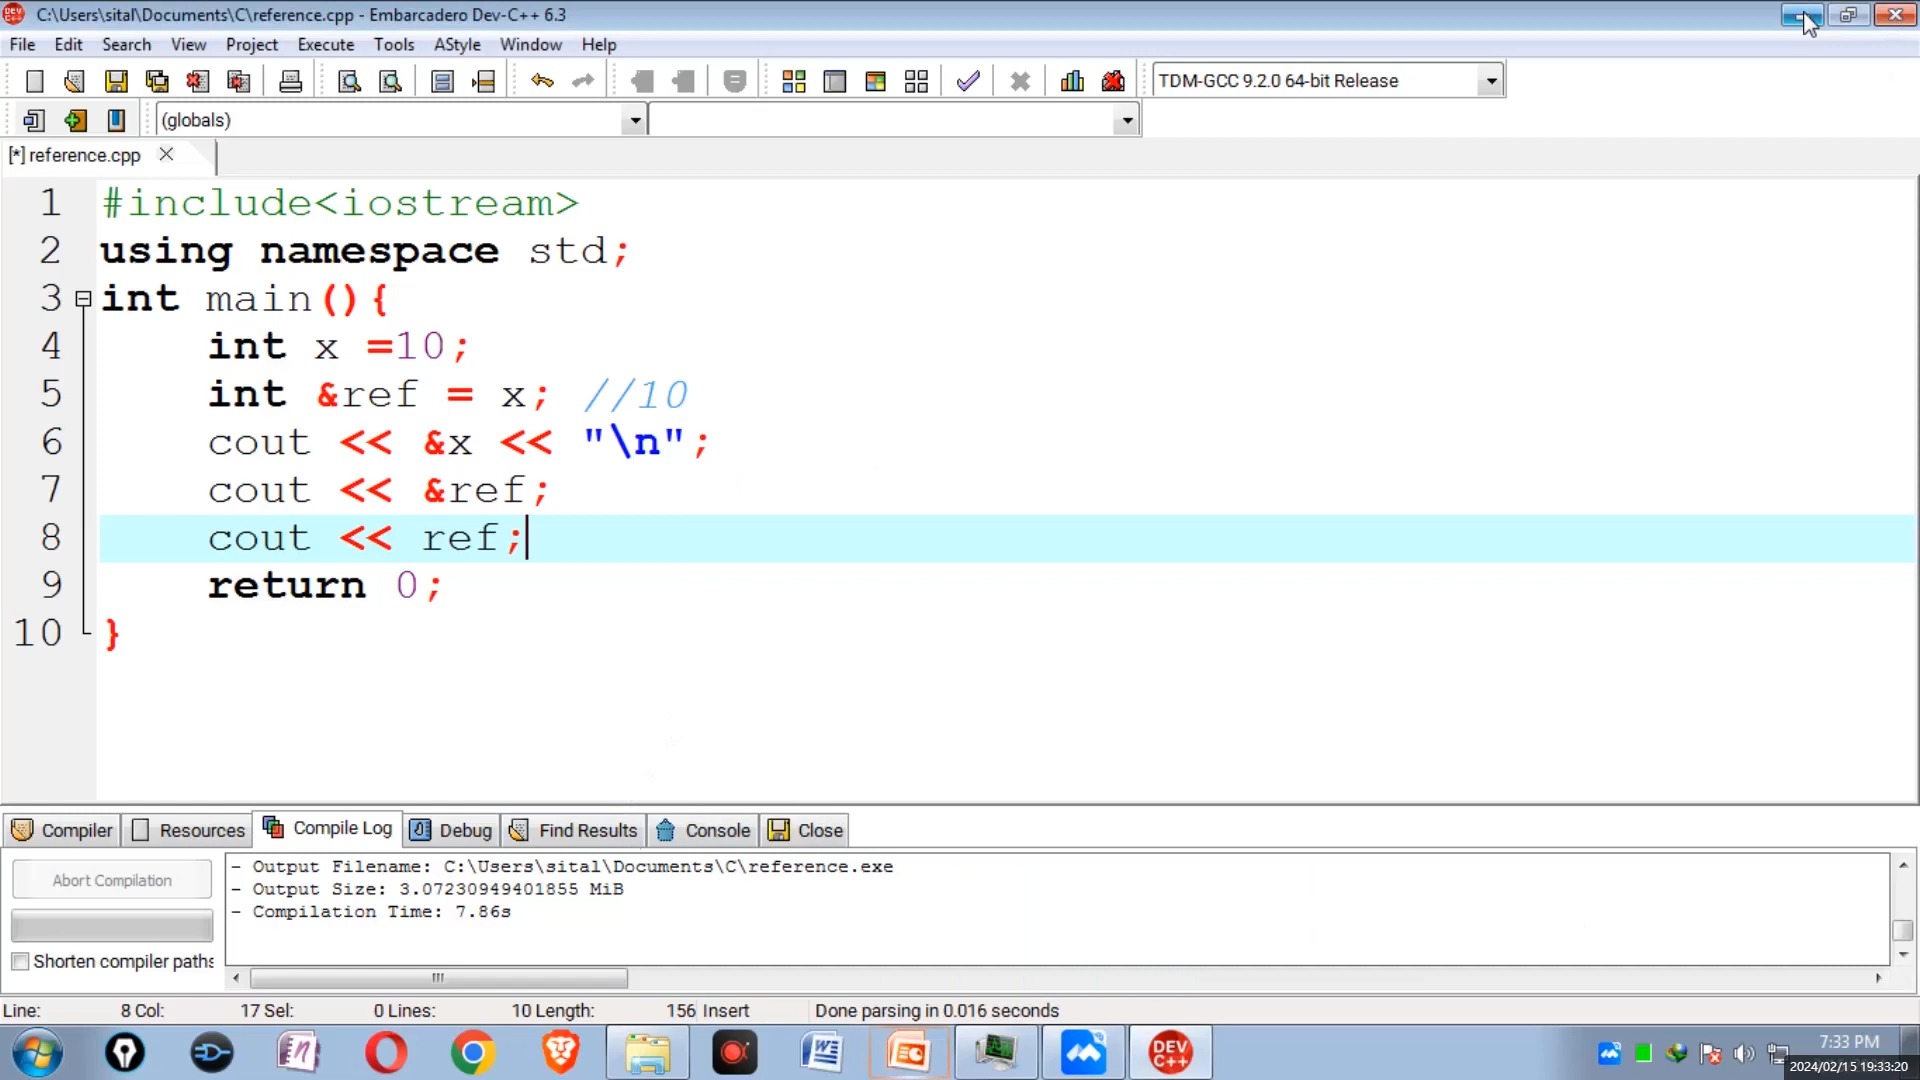 C:\Users\sital\Documents\C\reference.cpp - Embarcadero Dev-C++ 6.3
File Edit Search View Project Execute Tools AStyle Window Help
TDM-GCC 9.2.0 64-bit Release
(globals)
[*] reference.cpp
1 #include<iostream>
2 using namespace std;
3 int main(){
4 int x =10;
5 int &ref = x; //10
6 cout << &x << "\n";
7 cout << &ref;
8 cout << ref;
9 return 0;
10 }
Compiler Resources Compile Log Debug Find Results Console Close
Abort Compilation
Shorten compiler paths
- Output Filename: C:\Users\sital\Documents\C\reference.exe
- Output Size: 3.07230949401855 MiB
- Compilation Time: 7.86s
Line: 8 Col: 17 Sel: 0 Lines: 10 Length: 156 Insert Done parsing in 0.016 seconds
DEV C++
7:33 PM
2024/02/15 19:33:20